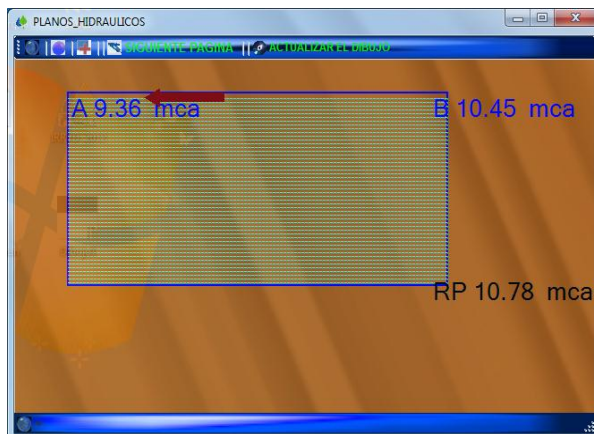 PLANOS_HIDRAULICOS
SIGUIENTE PAGINA ACTUALIZAR EL DIBUJO
A 9.36 mca B 10.45 mca
RP 10.78 mca